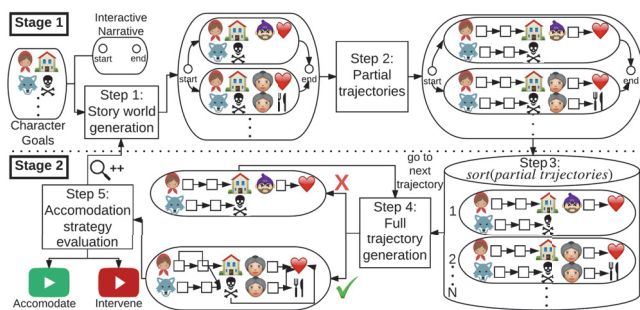 Stage 1
Interactive
Narrative
start
end
Character
Goals
Step 1:
Story world
generation
start
end
Step 2:
Partial
trajectories
start
end
Stage 2
++
Step 5:
Accomodation
strategy
evaluation
Accomodate
Intervene
X
go to
next
trajectory
Step 4:
Full
trajectory
generation
Step 3:
sort(partial trajectories)
1
2
N